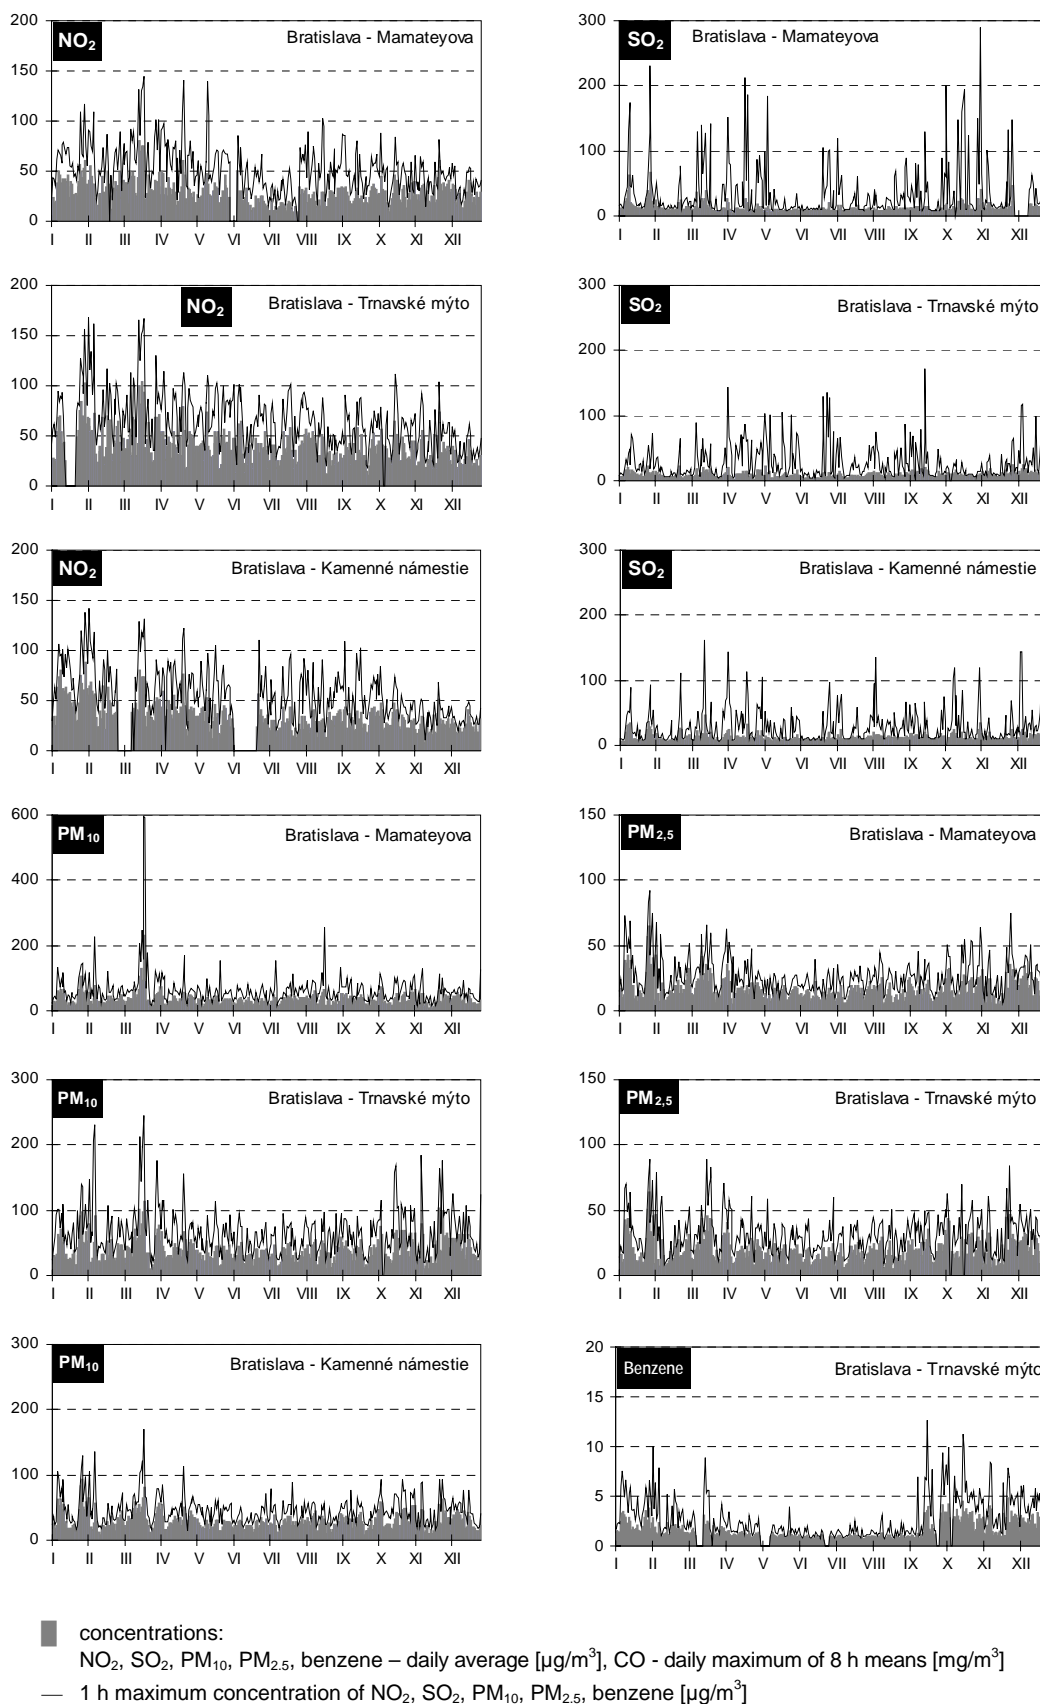 200
150
100
50
0
NO₂
Bratislava - Mamateyova
I II III IV V VI VII VIII IX X XI XII
300
200
100
0
SO₂
Bratislava - Mamateyova
I II III IV V VI VII VIII IX X XI XII
200
150
100
50
0
NO₂
Bratislava - Trnavské mýto
I II III IV V VI VII VIII IX X XI XII
300
200
100
0
SO₂
Bratislava - Trnavské mýto
I II III IV V VI VII VIII IX X XI XII
200
150
100
50
0
NO₂
Bratislava - Kamenné námestie
I II III IV V VI VII VIII IX X XI XII
300
200
100
0
SO₂
Bratislava - Kamenné námestie
I II III IV V VI VII VIII IX X XI XII
600
400
200
0
PM₁₀
Bratislava - Mamateyova
I II III IV V VI VII VIII IX X XI XII
150
100
50
0
PM₂,₅
Bratislava - Mamateyova
I II III IV V VI VII VIII IX X XI XII
300
200
100
0
PM₁₀
Bratislava - Trnavské mýto
I II III IV V VI VII VIII IX X XI XII
150
100
50
0
PM₂,₅
Bratislava - Trnavské mýto
I II III IV V VI VII VIII IX X XI XII
300
200
100
0
PM₁₀
Bratislava - Kamenné námestie
I II III IV V VI VII VIII IX X XI XII
20
15
10
5
0
Benzene
Bratislava - Trnavské mýto
I II III IV V VI VII VIII IX X XI XII
concentrations:
NO₂, SO₂, PM₁₀, PM₂.₅, benzene – daily average [µg/m³], CO - daily maximum of 8 h means [mg/m³]
— 1 h maximum concentration of NO₂, SO₂, PM₁₀, PM₂.₅, benzene [µg/m³]